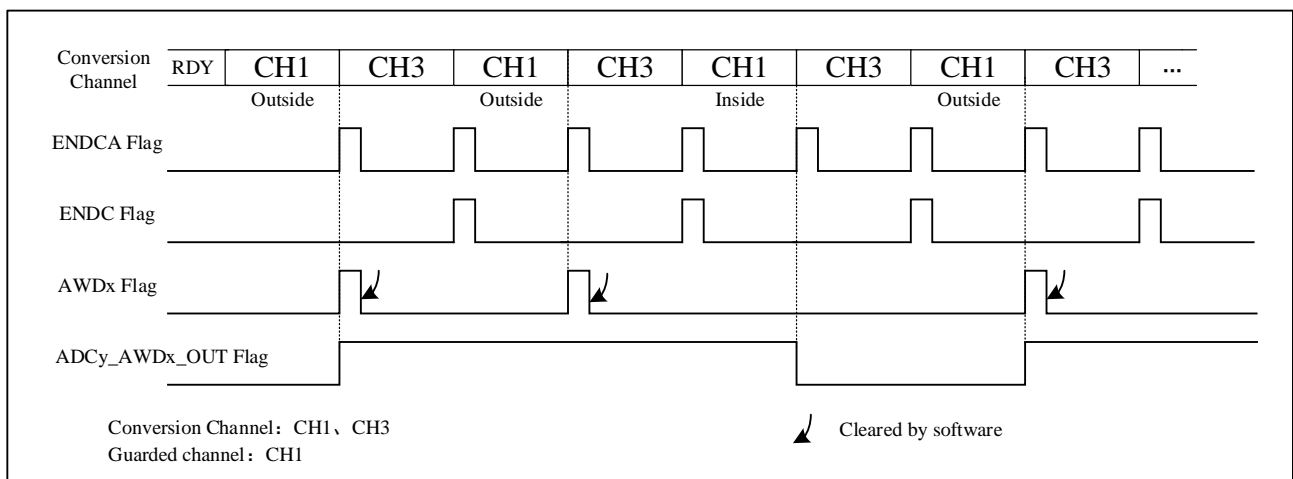 Conversion Channel RDY CH1 CH3 CH1 CH3 CH1 CH3 CH1 CH3 ...
Outside Outside Inside Outside
ENDCA Flag
ENDC Flag
AWDx Flag
ADCy_AWDx_OUT Flag
Conversion Channel：CH1、CH3
Guarded channel：CH1
Cleared by software